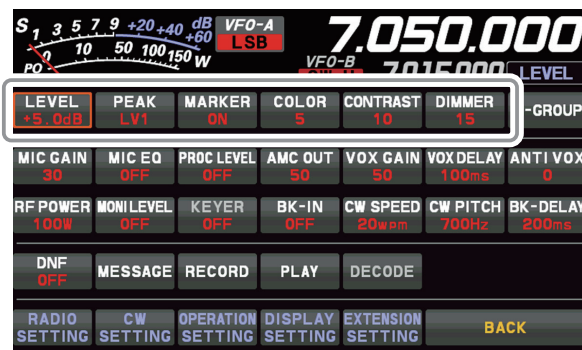 S 1 3 5 7 9 +20 +40 +60 dB VFO-A
LSB 7.050.000
PO 0 10 50 100 150 W VFO-B
LEVEL
LEVEL PEAK MARKER COLOR CONTRAST DIMMER -GROUP
+5.0dB LV1 ON 5 10 15
MIC GAIN MIC EQ PROC LEVEL AMC OUT VOX GAIN VOX DELAY ANTI VOX
30 OFF OFF 50 50 100ms 0
RF POWER MONI LEVEL KEYER BK-IN CW SPEED CW PITCH BK-DELAY
100W OFF OFF OFF 20wpm 700Hz 200ms
DNF MESSAGE RECORD PLAY DECODE
OFF
RADIO CW OPERATION DISPLAY EXTENSION BACK
SETTING SETTING SETTING SETTING SETTING